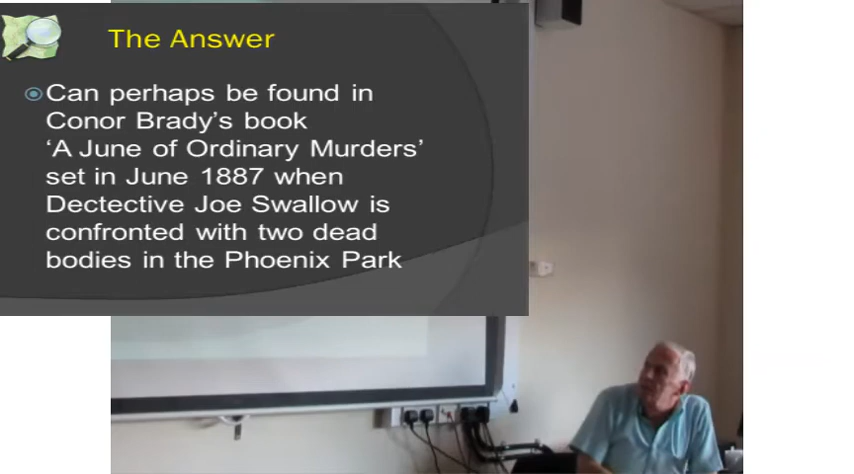 The Answer
Can perhaps be found in
Conor Brady's book
‘A June of Ordinary Murders’
set in June 1887 when
Dectective Joe Swallow is
confronted with two dead
bodies in the Phoenix Park